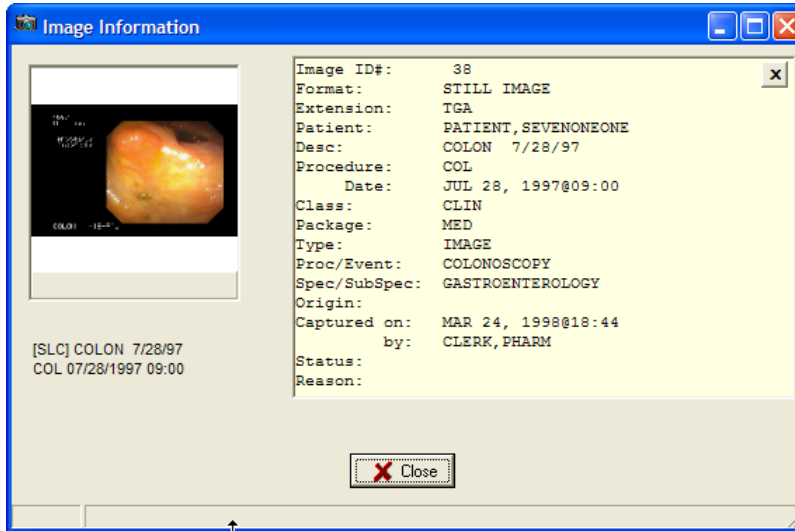 Image Information
Image ID#: 38
Format: STILL IMAGE
Extension: TGA
Patient: PATIENT,SEVENONEONE
Desc: COLON 7/28/97
Procedure: COL
Date: JUL 28, 1997@09:00
Class: CLIN
Package: MED
Type: IMAGE
Proc/Event: COLONOSCOPY
Spec/SubSpec: GASTROENTEROLOGY
Origin:
Captured on: MAR 24, 1998@18:44
by: CLERK,PHARM
Status:
Reason:
X
COLON
[SLC] COLON 7/28/97
COL 07/28/1997 09:00
Close